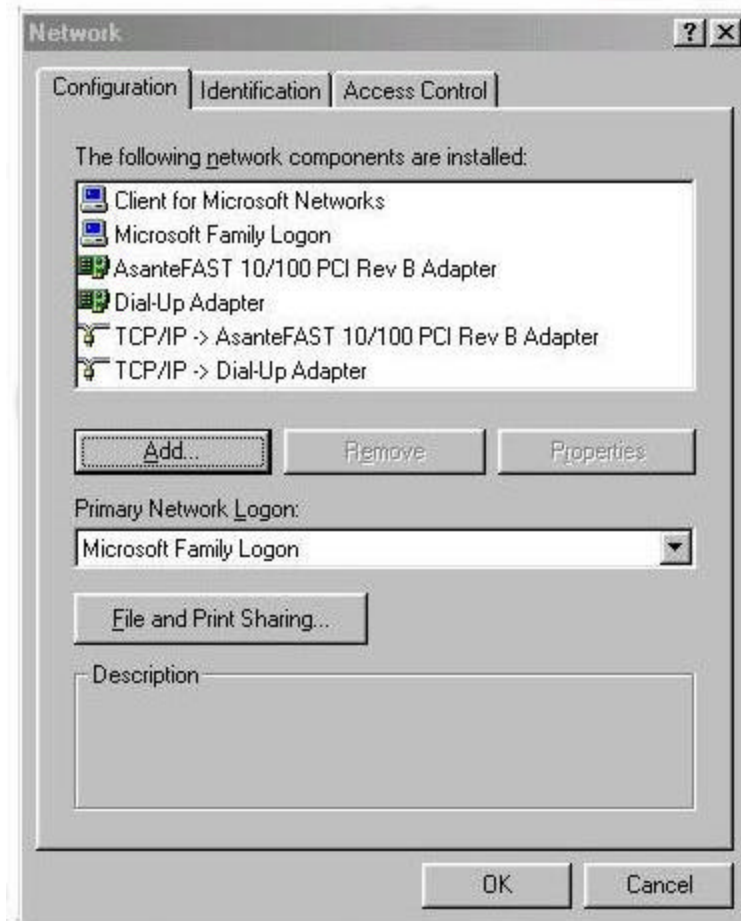 Network
Configuration Identification Access Control
The following network components are installed:
Client for Microsoft Networks
Microsoft Family Logon
AsanteFAST 10/100 PCI Rev B Adapter
Dial-Up Adapter
TCP/IP -> AsanteFAST 10/100 PCI Rev B Adapter
TCP/IP -> Dial-Up Adapter
Add... Remove Properties
Primary Network Logon:
Microsoft Family Logon
File and Print Sharing...
Description
OK Cancel